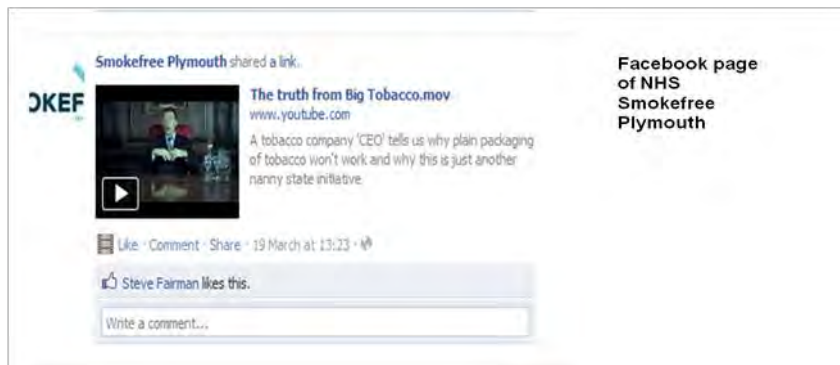 OKEF
Smokefree Plymouth shared a link.
The truth from Big Tobacco.mov
www.youtube.com
A tobacco company 'CEO' tells us why plain packaging
of tobacco won't work and why this is just another
nanny state initiative
Like · Comment · Share · 19 March at 13:23 ·
Steve Fairman likes this.
Write a comment...
Facebook page
of NHS
Smokefree
Plymouth